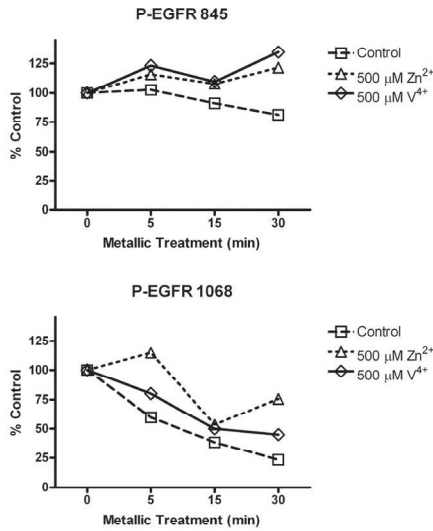 P-EGFR 845
125
100
75
50
25
0
% Control
0 5 15 30
Metallic Treatment (min)
Control
500 µM Zn2+
500 µM V4+
P-EGFR 1068
125
100
75
50
25
0
% Control
0 5 15 30
Metallic Treatment (min)
Control
500 µM Zn2+
500 µM V4+